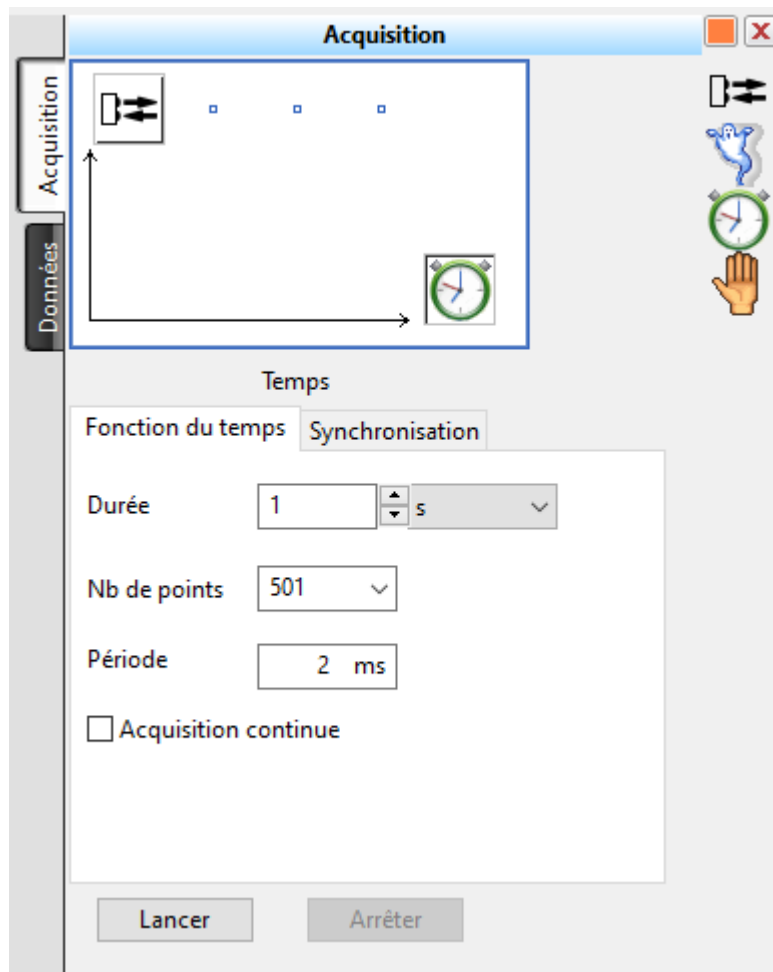 Acquisition
Acquisition
Données
Temps
Fonction du temps Synchronisation
Durée 1 s
Nb de points 501
Période 2 ms
Acquisition continue
Lancer Arrêter